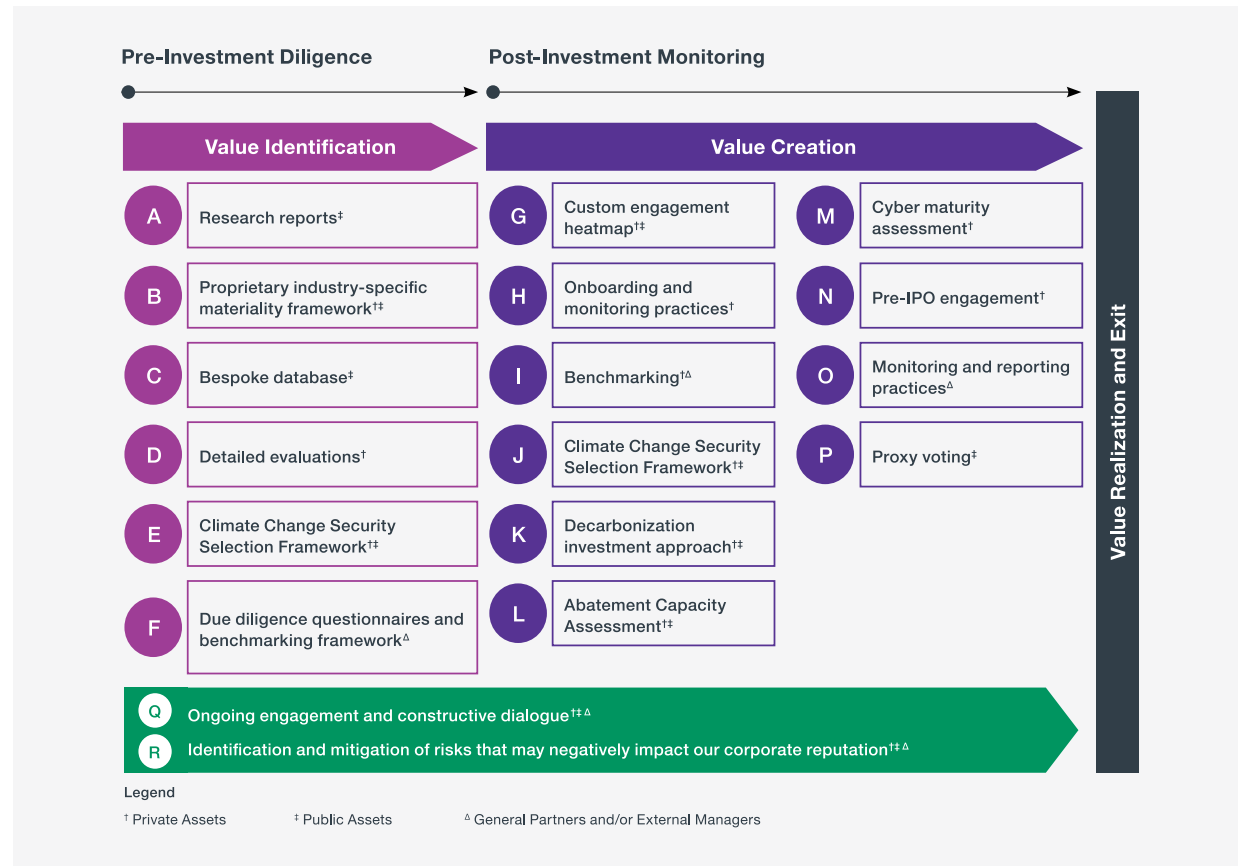 Pre-Investment Diligence
Post-Investment Monitoring
Value Identification
Value Creation
A
Research reports‡
B
Proprietary industry-specific
materiality framework†‡
C
Bespoke database‡
D
Detailed evaluations†
E
Climate Change Security
Selection Framework†‡
F
Due diligence questionnaires and
benchmarking framework∆
G
Custom engagement
heatmap†‡
H
Onboarding and
monitoring practices†
I
Benchmarking†∆
J
Climate Change Security
Selection Framework†‡
K
Decarbonization
investment approach†‡
L
Abatement Capacity
Assessment†‡
M
Cyber maturity
assessment†
N
Pre-IPO engagement†
O
Monitoring and reporting
practices∆
P
Proxy voting‡
Value Realization and Exit
Q
Ongoing engagement and constructive dialogue†‡ ∆
R
Identification and mitigation of risks that may negatively impact our corporate reputation†‡ ∆
Legend
† Private Assets
‡ Public Assets
∆ General Partners and/or External Managers